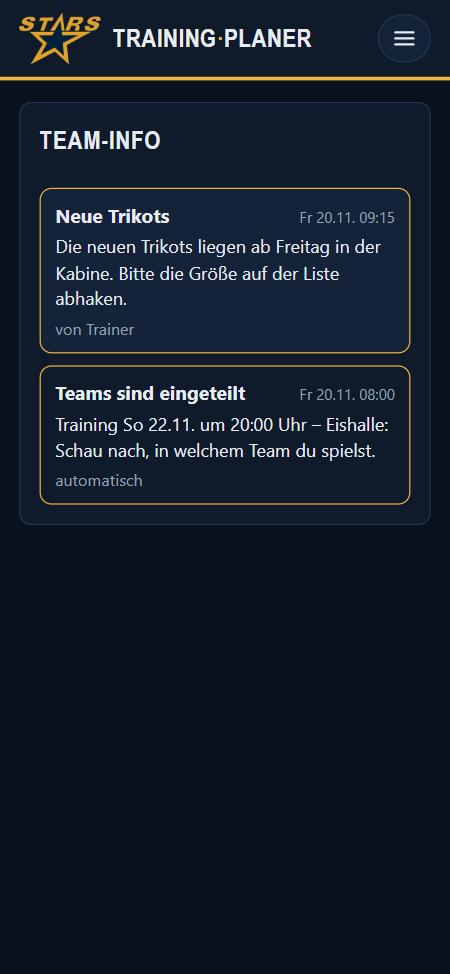 STARS
TRAINING·PLANER
TEAM-INFO
Neue Trikots
Fr 20.11. 09:15
Die neuen Trikots liegen ab Freitag in der
Kabine. Bitte die Größe auf der Liste
abhaken.
von Trainer
Teams sind eingeteilt
Fr 20.11. 08:00
Training So 22.11. um 20:00 Uhr – Eishalle:
Schau nach, in welchem Team du spielst.
automatisch